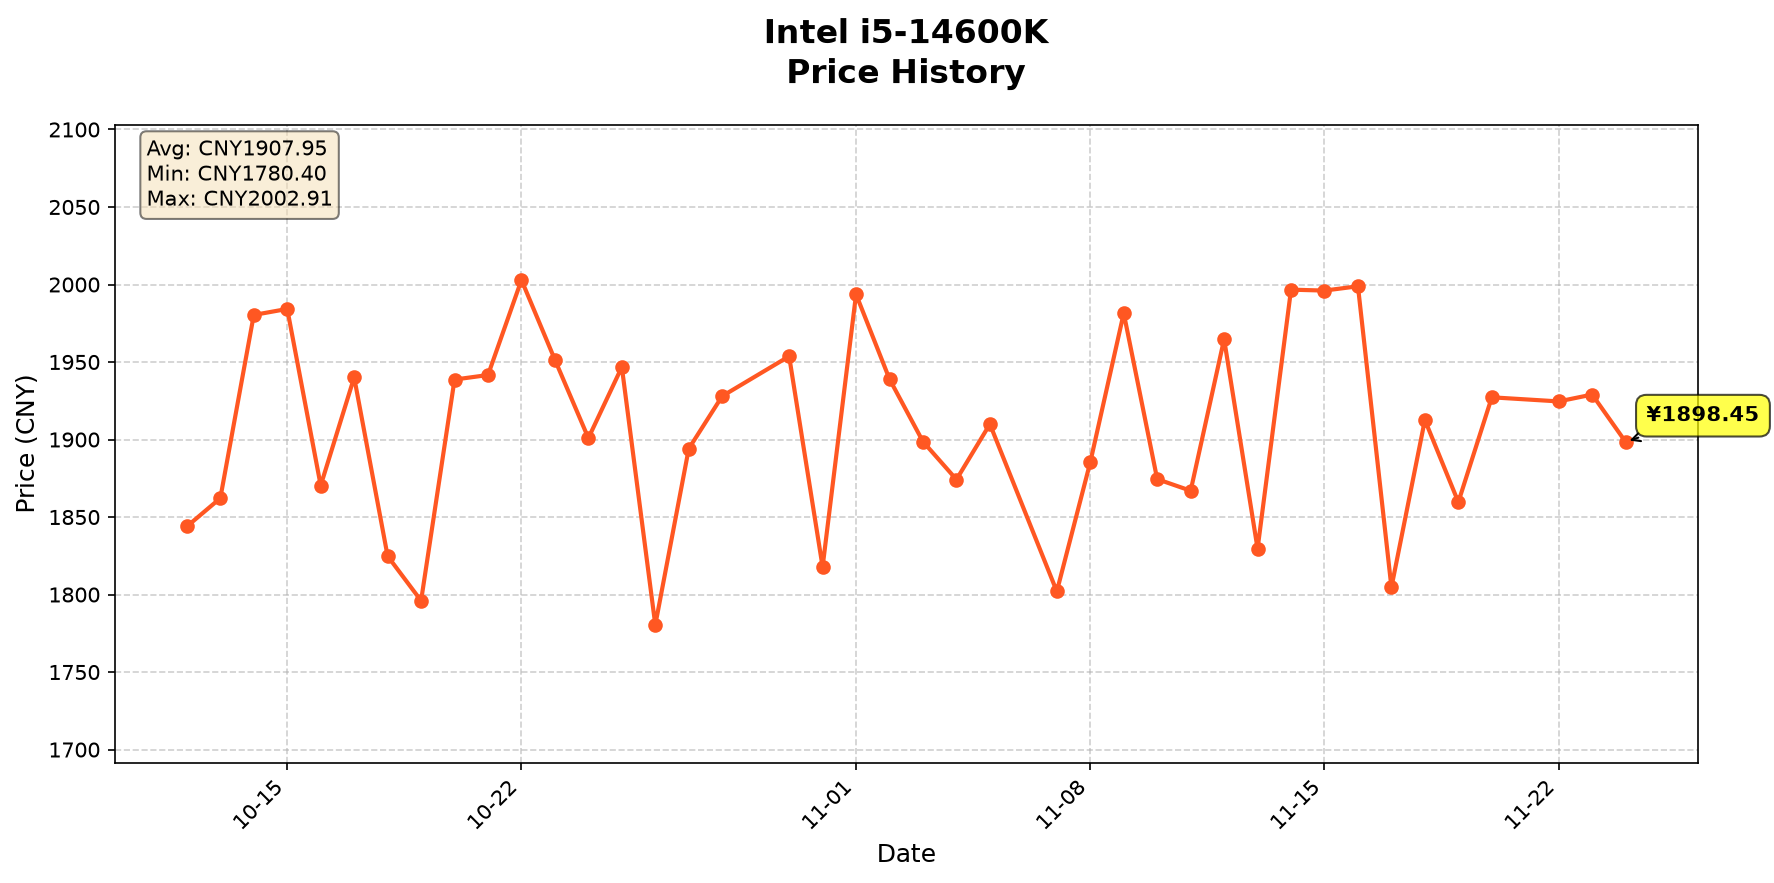 Intel i5-14600K
Price History
Avg: CNY1907.95
Min: CNY1780.40
Max: CNY2002.91
2100
2050
2000
1950
1900
1850
1800
1750
1700
Price (CNY)
¥1898.45
10-15
10-22
11-01
11-08
11-15
11-22
Date